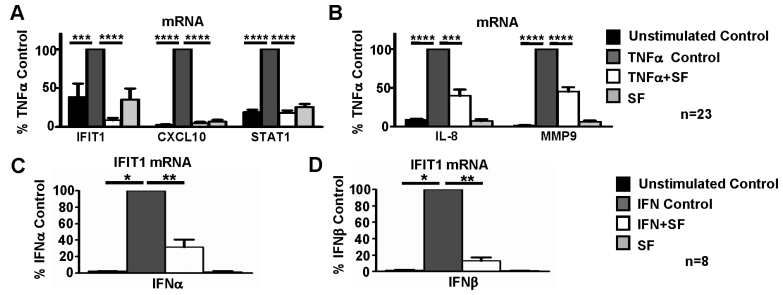 A
mRNA
*** **** **** **** **** ****
% TNFα Control
100
50
0
IFIT1 CXCL10 STAT1
B
mRNA
**** *** **** ****
% TNFα Control
100
50
0
IL-8 MMP9
Unstimulated Control
TNFα Control
TNFα+SF
SF
n=23
C
IFIT1 mRNA
* **
% IFNα Control
100
80
60
40
20
0
IFNα
D
IFIT1 mRNA
* **
% IFNβ Control
100
80
60
40
20
0
IFNβ
Unstimulated Control
IFN Control
IFN+SF
SF
n=8